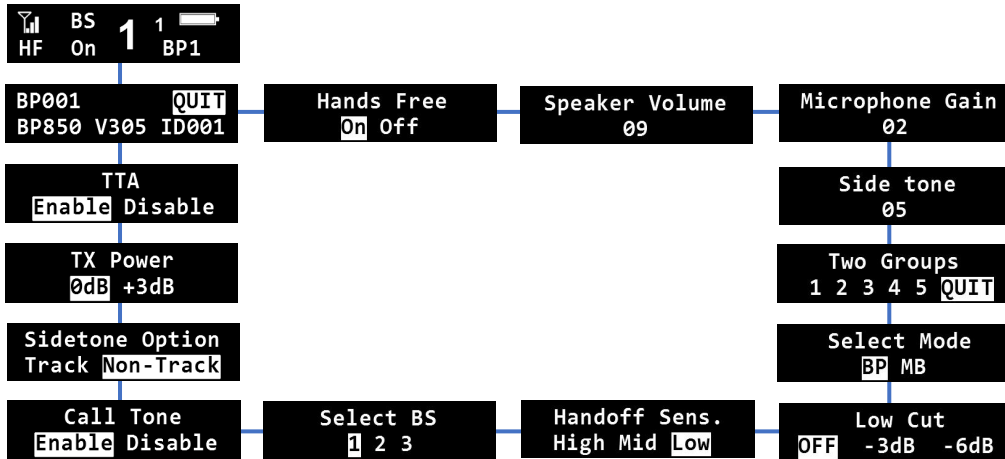 BS 1 1
HF On BP1
BP001 QUIT
BP850 V305 ID001
Hands Free
On Off
Speaker Volume
09
Microphone Gain
02
TTA
Enable Disable
Side tone
05
TX Power
0dB +3dB
Two Groups
1 2 3 4 5 QUIT
Sidetone Option
Track Non-Track
Select Mode
BP MB
Call Tone
Enable Disable
Select BS
1 2 3
Handoff Sens.
High Mid Low
Low Cut
OFF -3dB -6dB